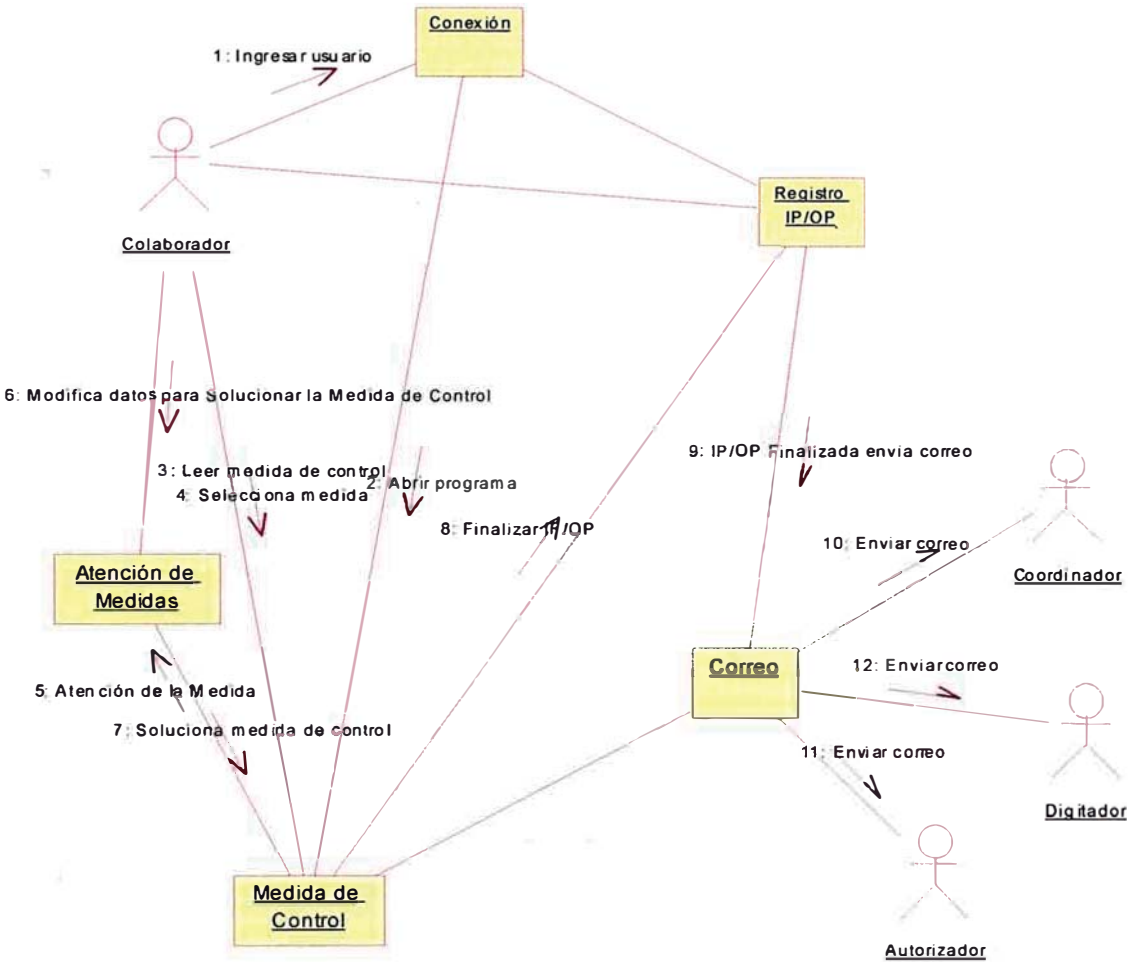 Conexión
1: Ingresar usuario
Registro
IP/OP
Colaborador
6: Modifica datos para Solucionar la Medida de Control
3: Leer medida de control
4: Selecciona medida
2: Abrir programa
9: IP/OP Finalizada envia correo
8: Finalizar IP/OP
10: Enviar correo
Coordinador
Atención de
Medidas
Correo
12: Enviar correo
5: Atención de la Medida
7: Soluciona medida de control
11: Enviar correo
Digitador
Medida de
Control
Autorizador